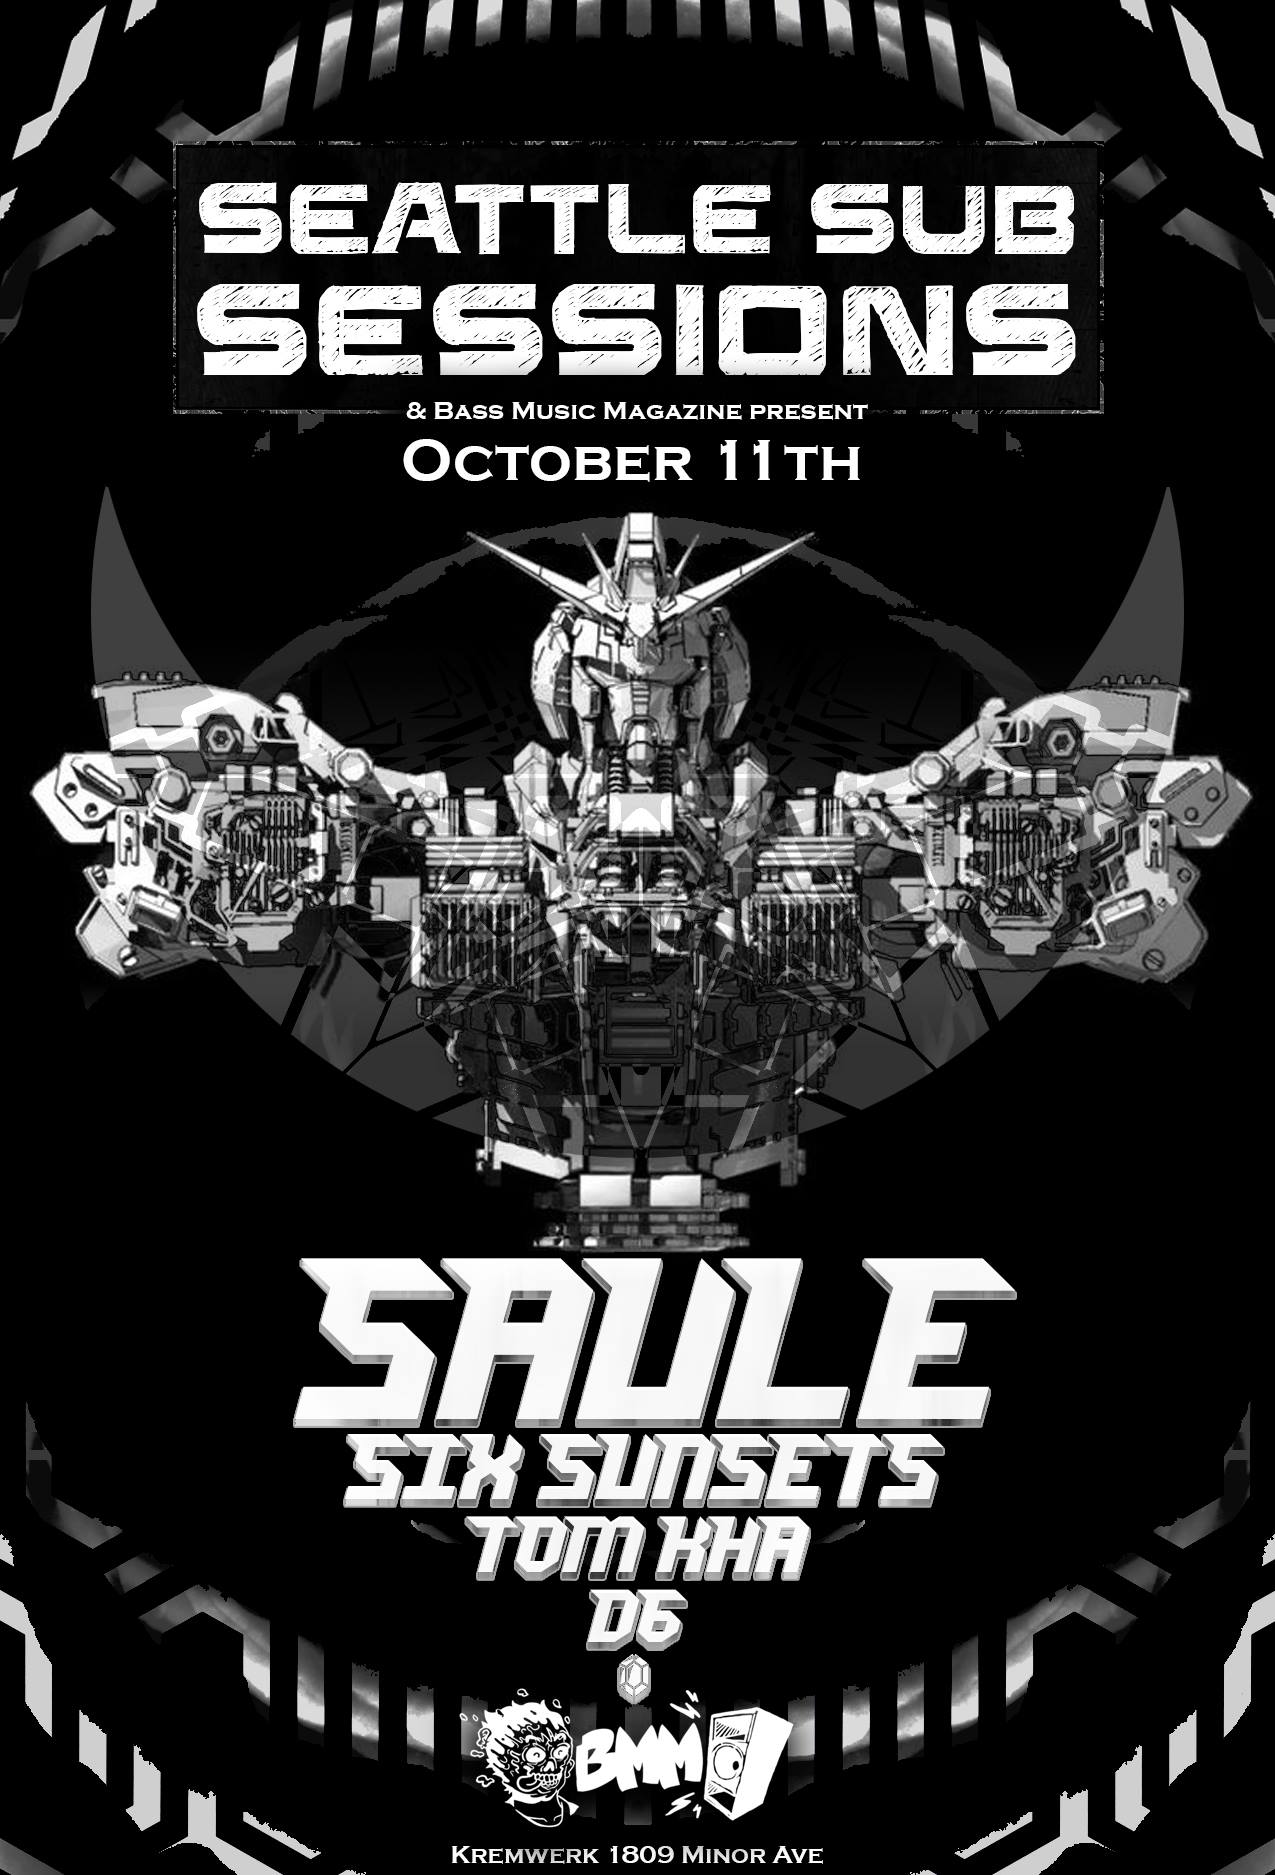 SEATTLE SUB
SESSIONS
& BASS MUSIC MAGAZINE PRESENT
OCTOBER 11TH
SAULE
SIX SUNSETS
TOM KHA
D6
BMM
KREMWERK 1809 MINOR AVE